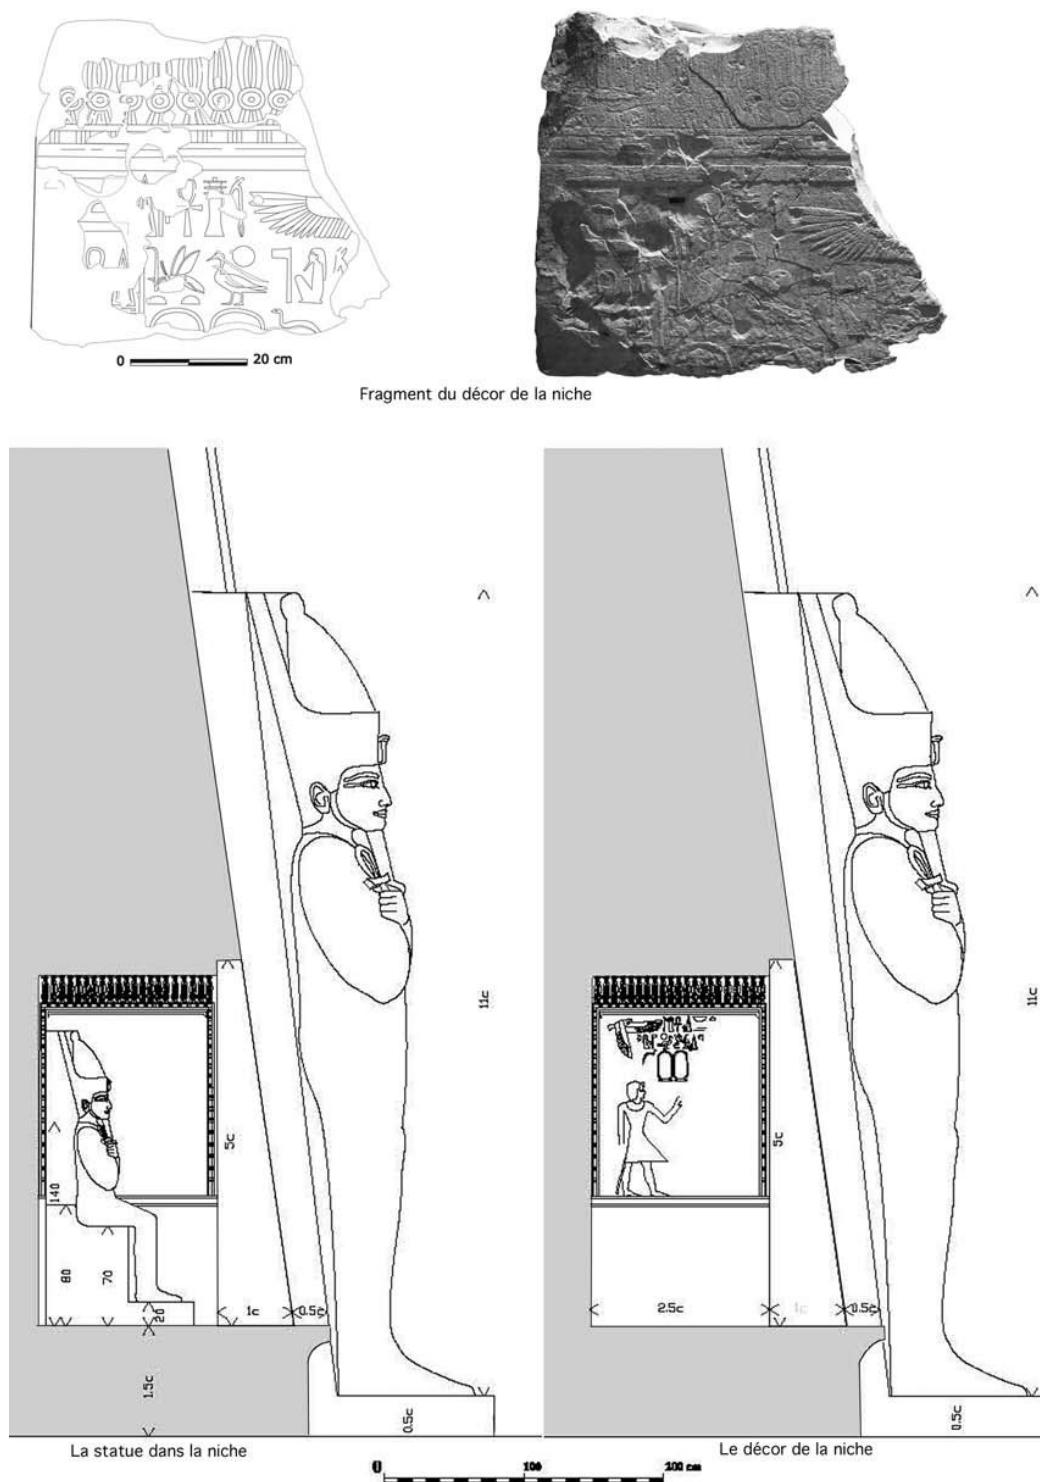 0 20 cm
Fragment du décor de la niche
11c
5c
140
80
70
20
1c
0.5c
1.5c
0.5c
La statue dans la niche
11c
5c
2.5c
1c
0.5c
0.5c
Le décor de la niche
0 100 200 cm